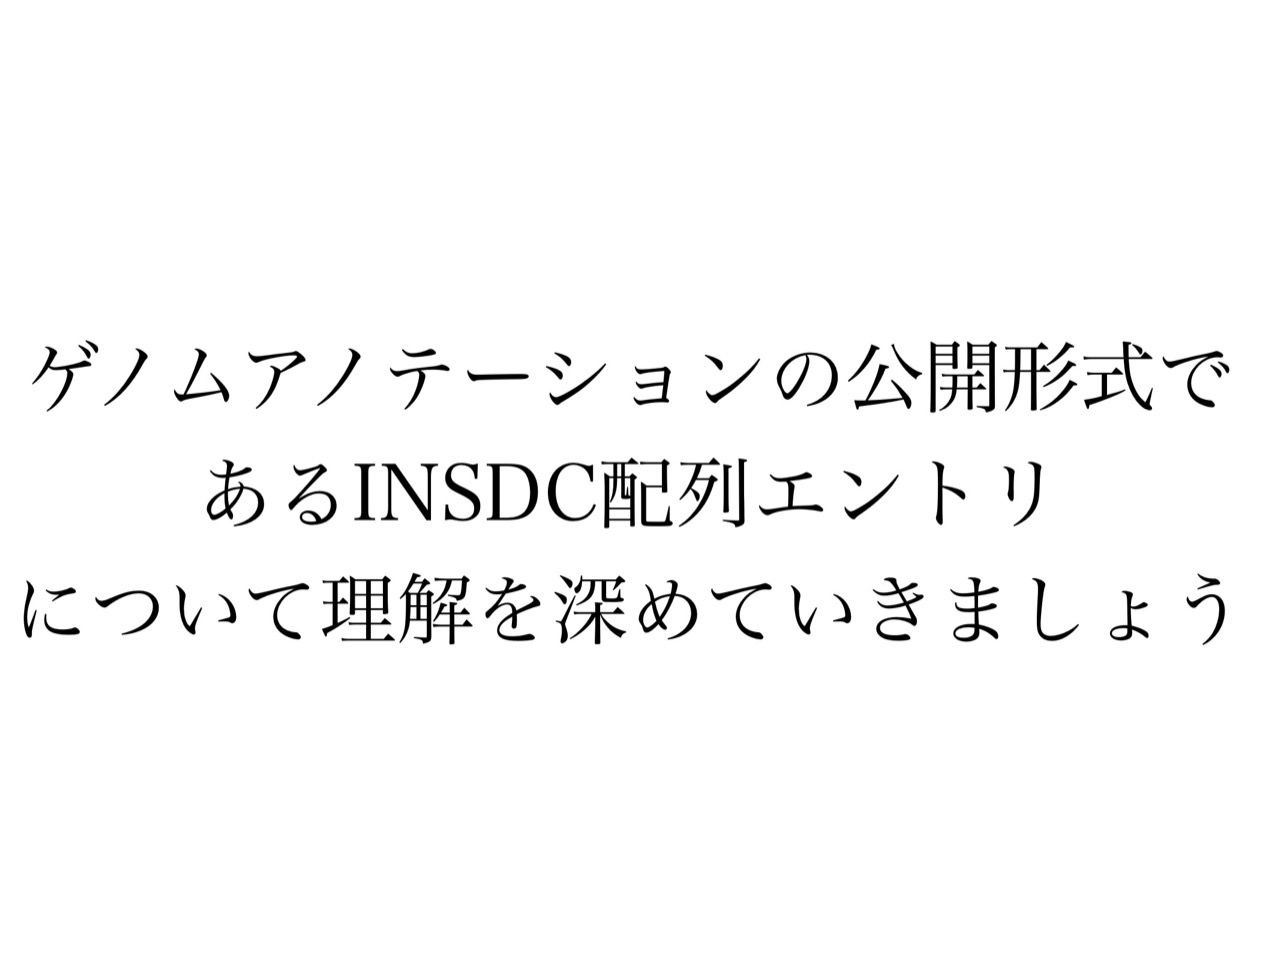 ゲノムアノテーションの公開形式で
あるINSDC配列エントリ
について理解を深めていきましょう